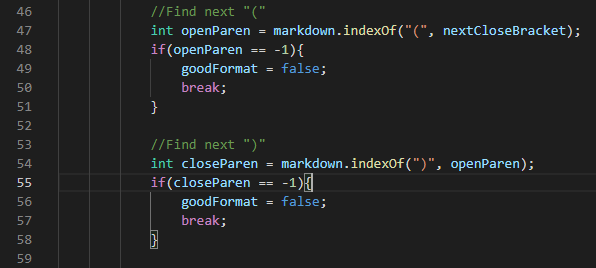 46 //Find next "("
47 int openParen = markdown.indexOf("(", nextCloseBracket);
48 if(openParen == -1){
49 goodFormat = false;
50 break;
51 }
52
53 //Find next ")"
54 int closeParen = markdown.indexOf(")", openParen);
55 if(closeParen == -1){
56 goodFormat = false;
57 break;
58 }
59